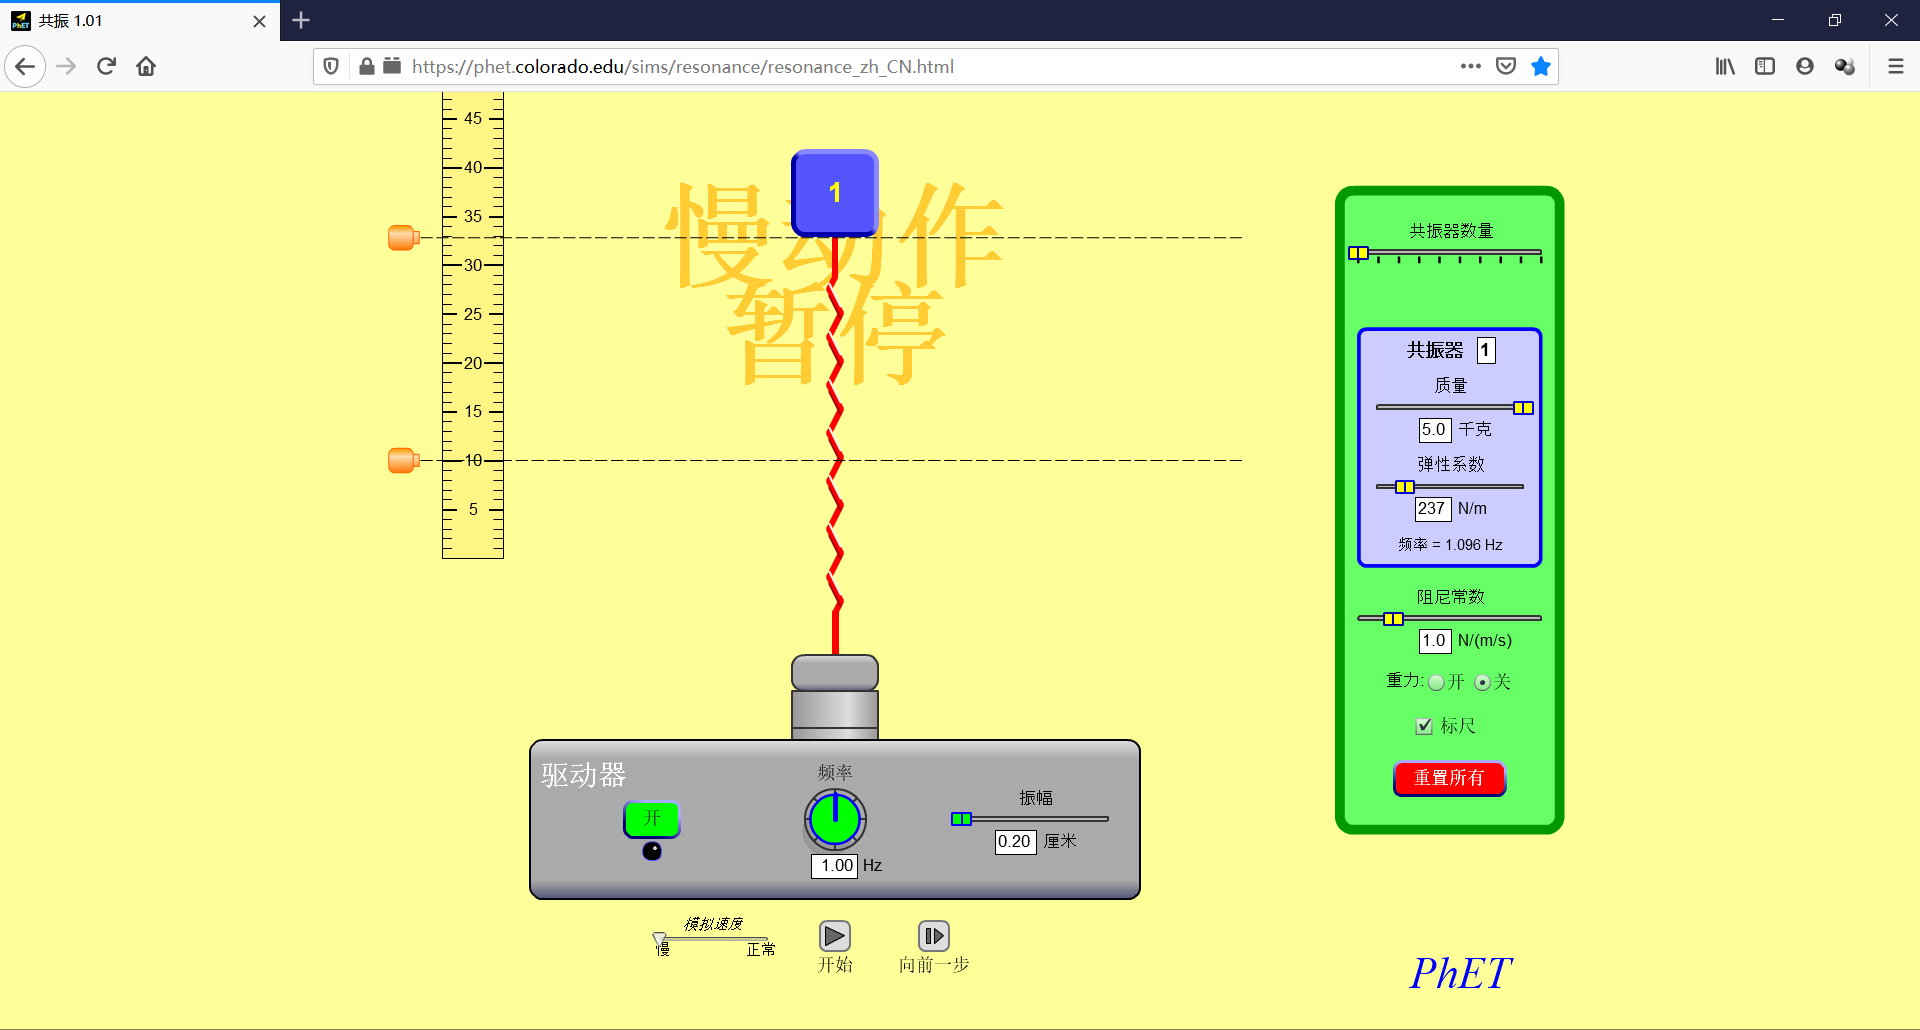 共振 1.01
https://phet.colorado.edu/sims/resonance/resonance_zh_CN.html
45
40
35
30
25
20
15
10
5
1
慢动作
暂停
共振器数量
共振器 1
质量
5.0 千克
弹性系数
237 N/m
频率 = 1.096 Hz
阻尼常数
1.0 N/(m/s)
重力: 开 关
标尺
重置所有
驱动器
开
频率
1.00 Hz
振幅
0.20 厘米
模拟速度
慢 正常
开始
向前一步
PhET